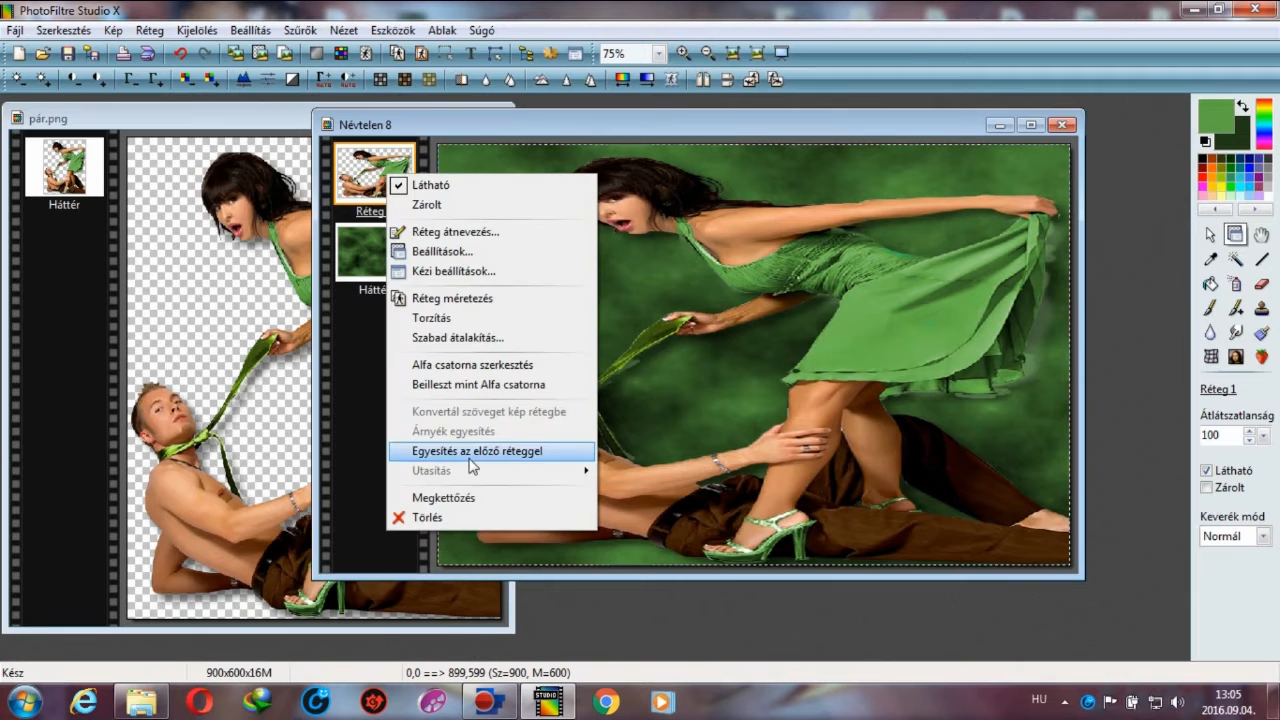 PhotoFiltre Studio X
Fájl Szerkesztés Kép Réteg Kijelölés Beállítás Szűrők Nézet Eszközök Ablak Súgó
75%
AUTO AUTO
pár.png
Háttér
Névtelen 8
Réteg
Hátté
Látható
Zárolt
Réteg átnevezés...
Beállítások...
Kézi beállítások...
Réteg méretezés
Torzítás
Szabad átalakítás...
Alfa csatorna szerkesztés
Beilleszt mint Alfa csatorna
Konvertál szöveget kép rétegbe
Árnyék egyesítés
Egyesítés az előző réteggel
Utasítás
Megkettőzés
Törlés
Réteg 1
Átlátszatlanság
100
Látható
Zárolt
Keverék mód
Normál
Kész
900x600x16M
0,0 ==> 899,599 (Sz=900, M=600)
STUDIO
HU
13:05
2016.09.04.